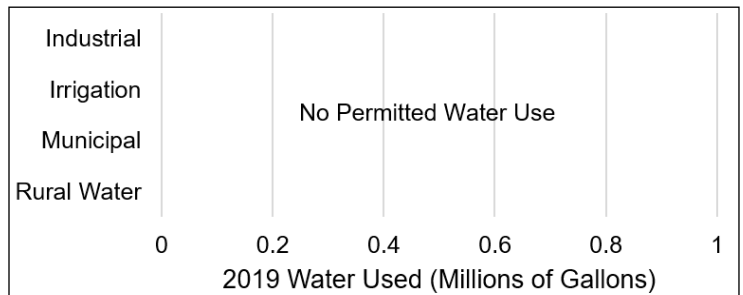 Industrial
Irrigation
No Permitted Water Use
Municipal
Rural Water
0 0.2 0.4 0.6 0.8 1
2019 Water Used (Millions of Gallons)